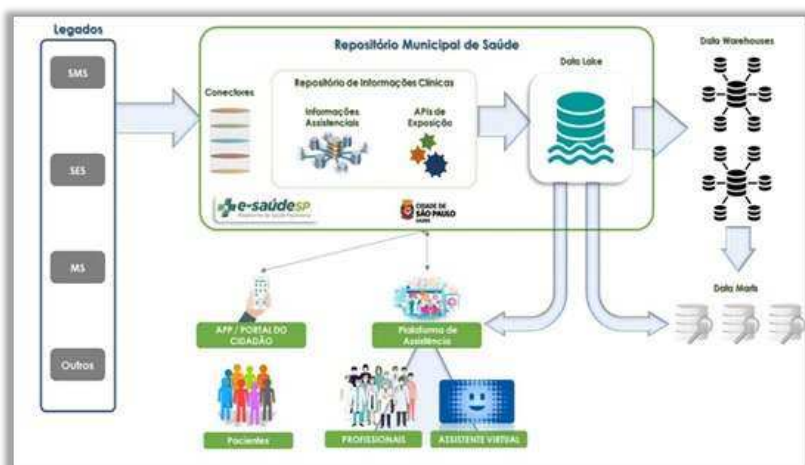 Legados
SMS
SES
MS
Outros
Repositório Municipal de Saúde
Conectores
Repositório de Informações Clínicas
Informações
Assistenciais
APIs de
Exposição
Data Lake
e-saúdeSP
CIDADE DE
SÃO PAULO
SAÚDE
Data Warehouses
Data Marts
APP / PORTAL DO
CIDADÃO
Plataforma de
Assistência
Pacientes
PROFISSIONAIS
ASSISTENTE VIRTUAL